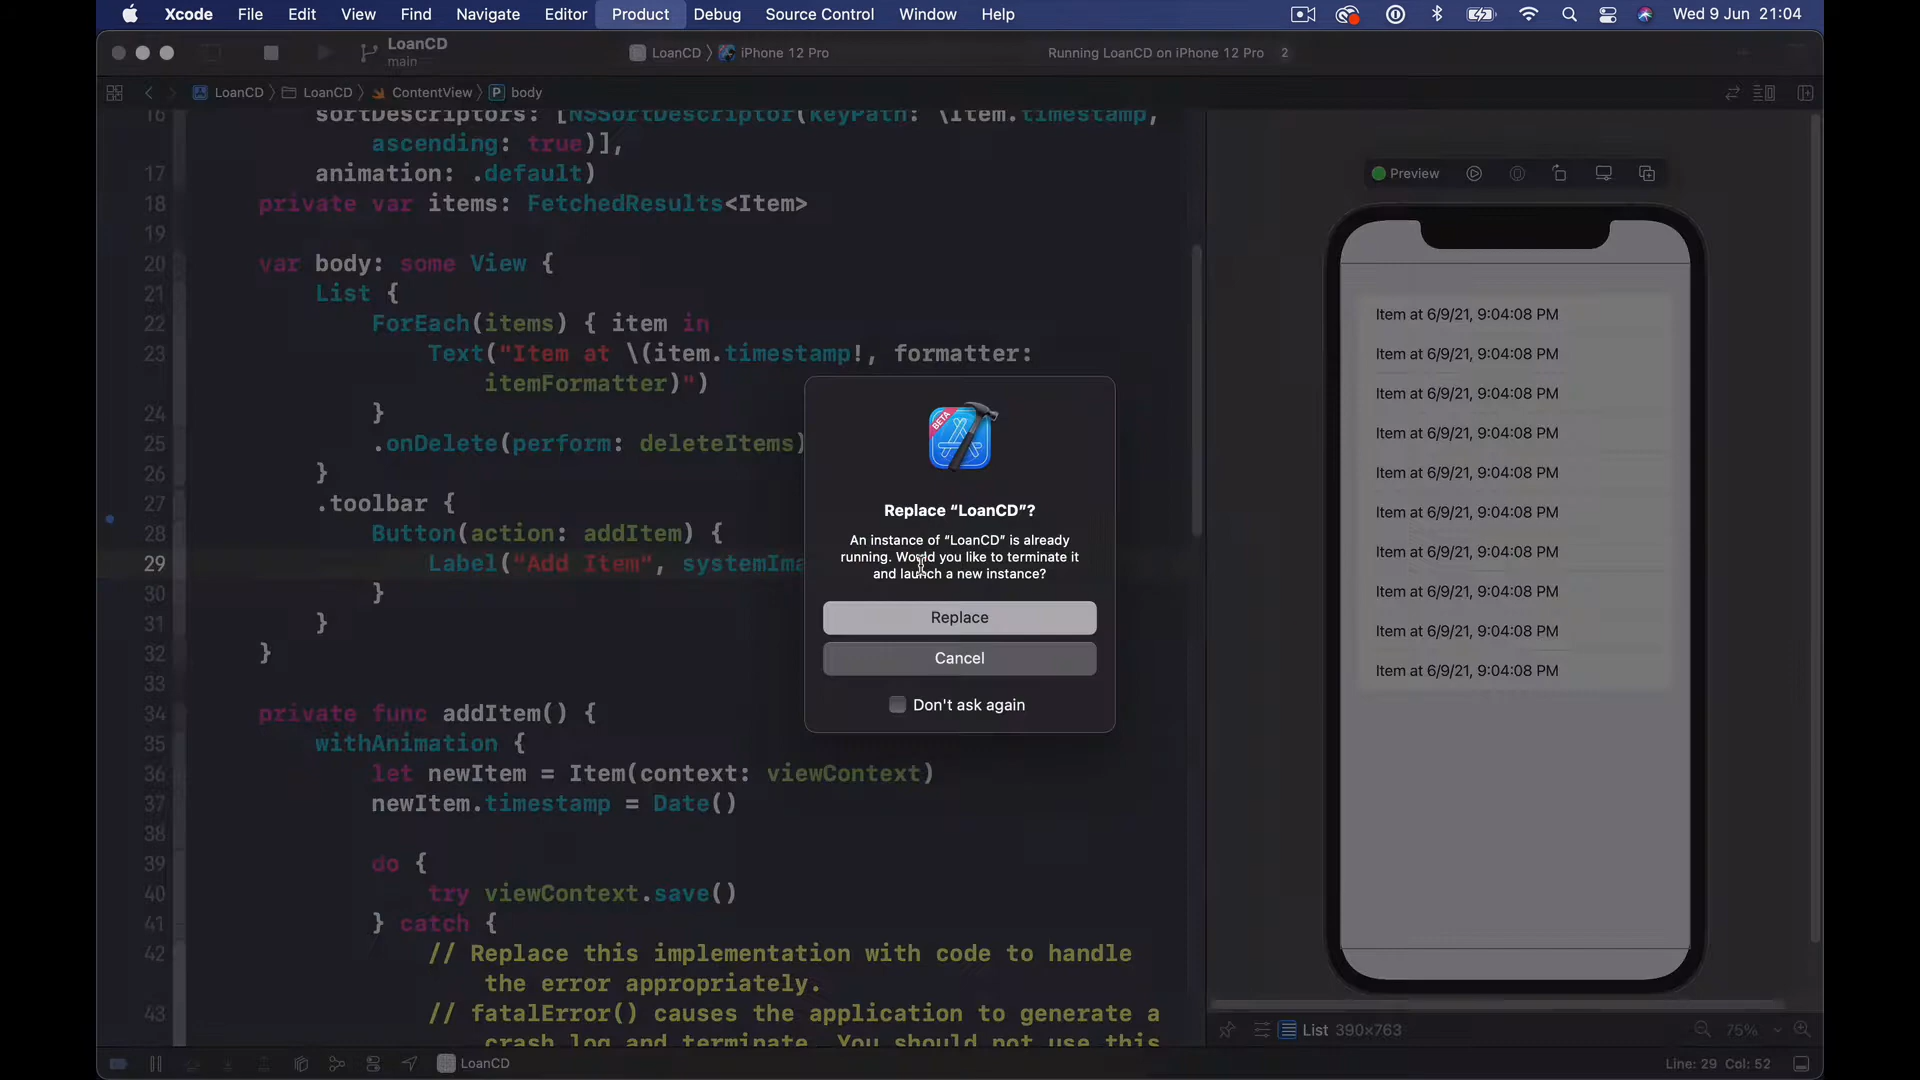 Xcode File Edit View Find Navigate Editor Product Debug Source Control Window Help Wed 9 Jun 21:04
LoanCD
main
LoanCD 〉 iPhone 12 Pro
Running LoanCD on iPhone 12 Pro 2
LoanCD 〉 LoanCD 〉 ContentView 〉 P body
16 sortDescriptors: [NSSortDescriptor(keyPath: \Item.timestamp,
ascending: true)],
17 animation: .default)
18 private var items: FetchedResults<Item>
19
20 var body: some View {
21 List {
22 ForEach(items) { item in
23 Text("Item at \(item.timestamp!, formatter:
itemFormatter)")
24 }
25 .onDelete(perform: deleteItems)
26 }
27 .toolbar {
28 Button(action: addItem) {
29 Label("Add Item", systemIma
30 }
31 }
32 }
33
34 private func addItem() {
35 withAnimation {
36 let newItem = Item(context: viewContext)
37 newItem.timestamp = Date()
38
39 do {
40 try viewContext.save()
41 } catch {
42 // Replace this implementation with code to handle
the error appropriately.
43 // fatalError() causes the application to generate a
crash log and terminate. You should not use this
BETA
Replace “LoanCD”?
An instance of “LoanCD” is already
running. Would you like to terminate it
and launch a new instance?
Replace
Cancel
Don't ask again
Preview
Item at 6/9/21, 9:04:08 PM
Item at 6/9/21, 9:04:08 PM
Item at 6/9/21, 9:04:08 PM
Item at 6/9/21, 9:04:08 PM
Item at 6/9/21, 9:04:08 PM
Item at 6/9/21, 9:04:08 PM
Item at 6/9/21, 9:04:08 PM
Item at 6/9/21, 9:04:08 PM
Item at 6/9/21, 9:04:08 PM
Item at 6/9/21, 9:04:08 PM
List 390×763
75%
LoanCD
Line: 29 Col: 52